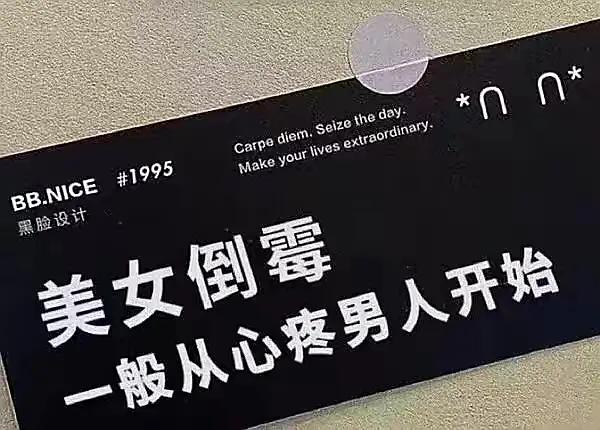 Carpe diem. Seize the day.
Make your lives extraordinary.
*∩ ∩*
BB.NICE #1995
黑脸设计
美女倒霉
一般从心疼男人开始